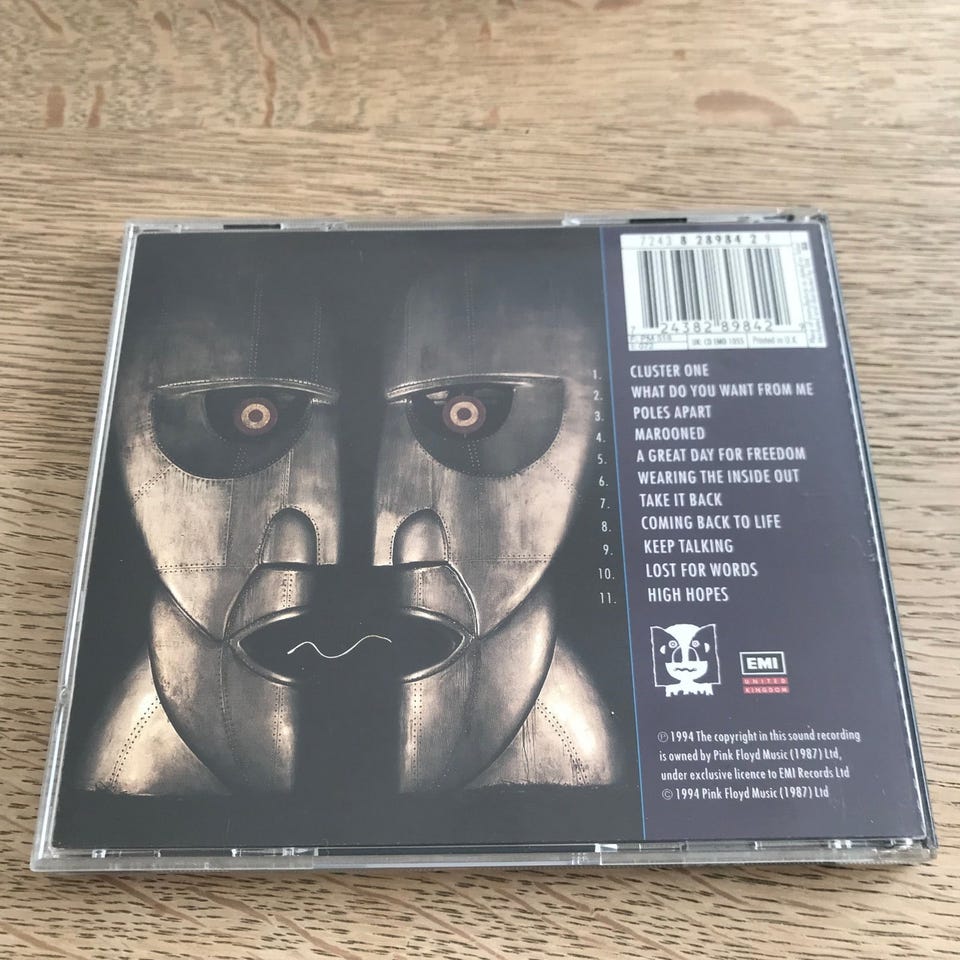 7243 8 28984 2 9
7 24382 89842 9
UK: CD EMD 1055
Printed in U.K.
1. CLUSTER ONE
2. WHAT DO YOU WANT FROM ME
3. POLES APART
4. MAROONED
5. A GREAT DAY FOR FREEDOM
6. WEARING THE INSIDE OUT
7. TAKE IT BACK
8. COMING BACK TO LIFE
9. KEEP TALKING
10. LOST FOR WORDS
11. HIGH HOPES
EMI
UNITED
KINGDOM
℗ 1994 The copyright in this sound recording
is owned by Pink Floyd Music (1987) Ltd,
under exclusive licence to EMI Records Ltd
© 1994 Pink Floyd Music (1987) Ltd